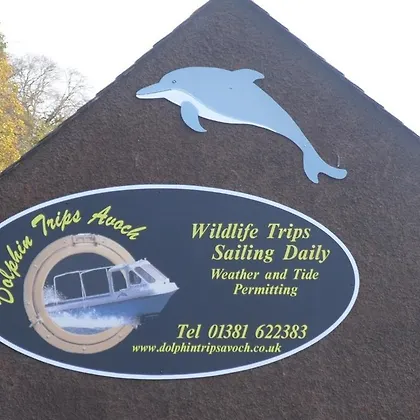 Dolphin Trips Avoch
Wildlife Trips
Sailing Daily
Weather and Tide
Permitting
Tel 01381 622383
www.dolphintripsavoch.co.uk